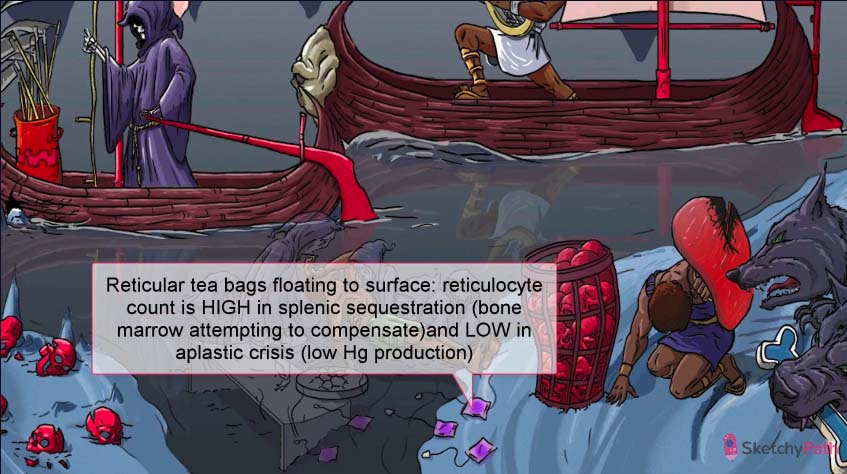 Reticular tea bags floating to surface: reticulocyte
count is HIGH in splenic sequestration (bone
marrow attempting to compensate)and LOW in
aplastic crisis (low Hg production)
SketchyPath